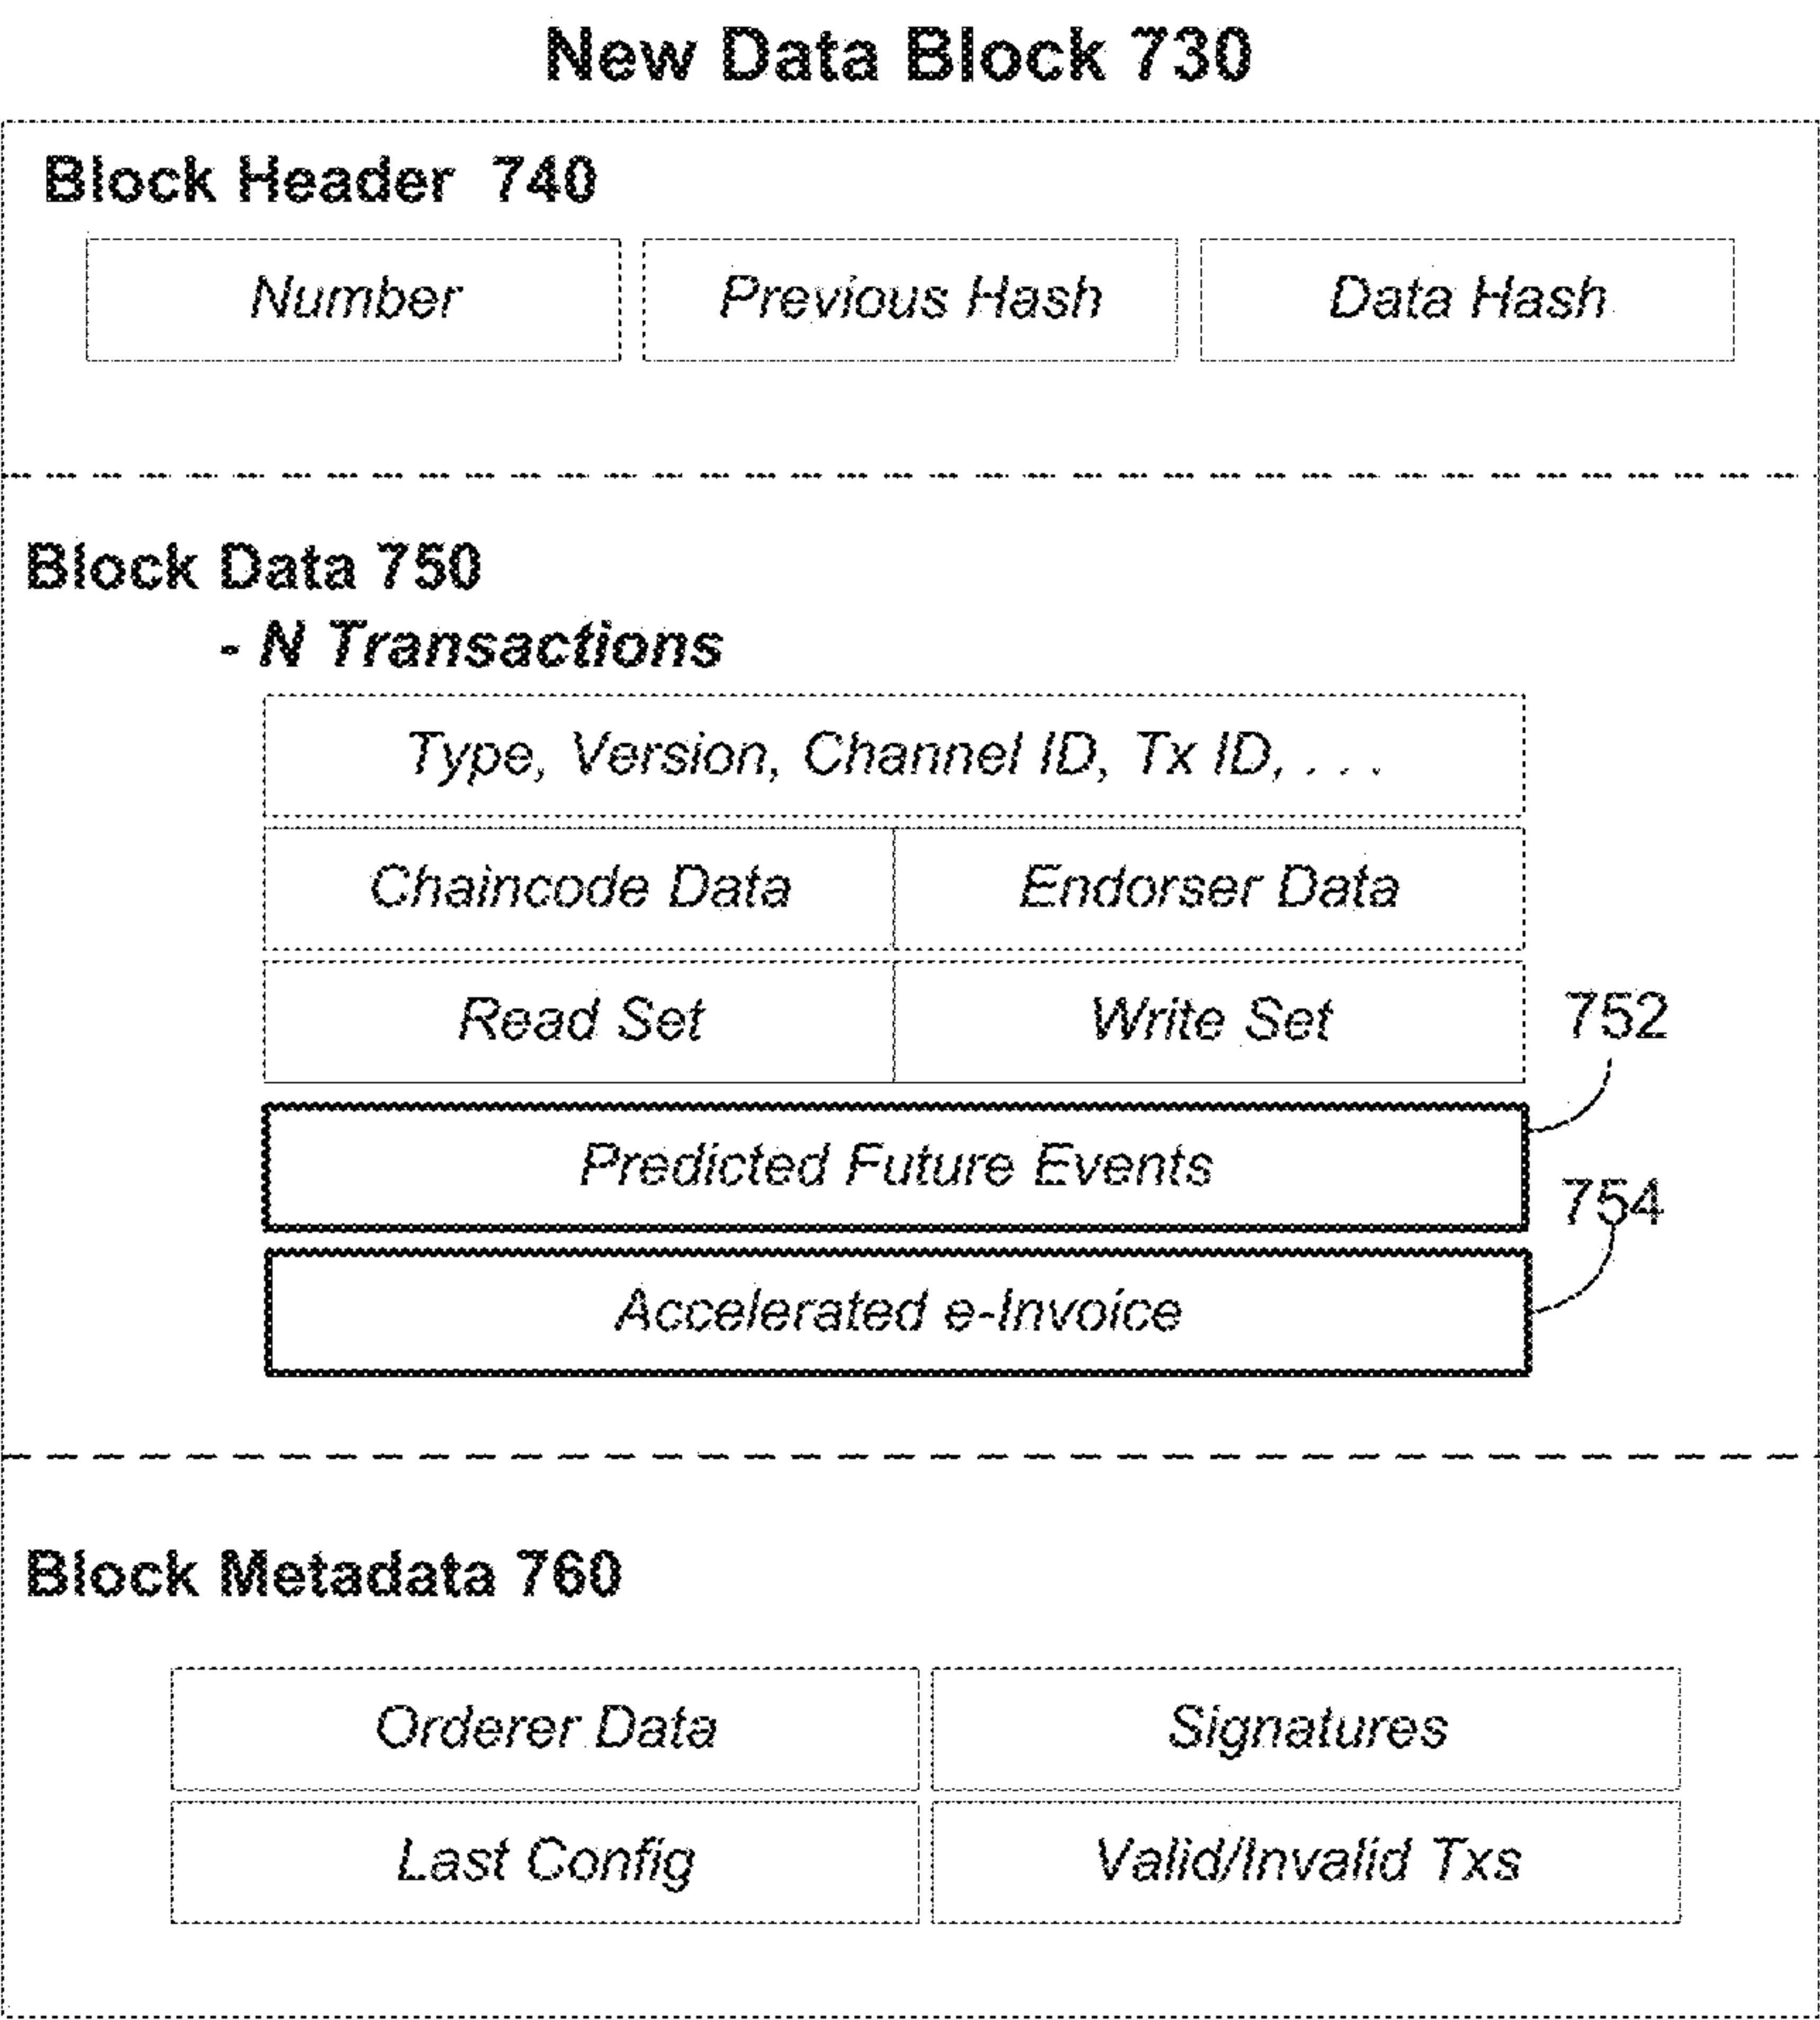 New Data Block 730
Block Header 740
Number
Previous Hash
Data Hash
Block Data 750
- N Transactions
Type, Version, Channel ID, Tx ID, . . .
Chaincode Data
Endorser Data
Read Set
Write Set
752
Predicted Future Events
754
Accelerated e-Invoice
Block Metadata 760
Orderer Data
Signatures
Last Config
Valid/Invalid Txs